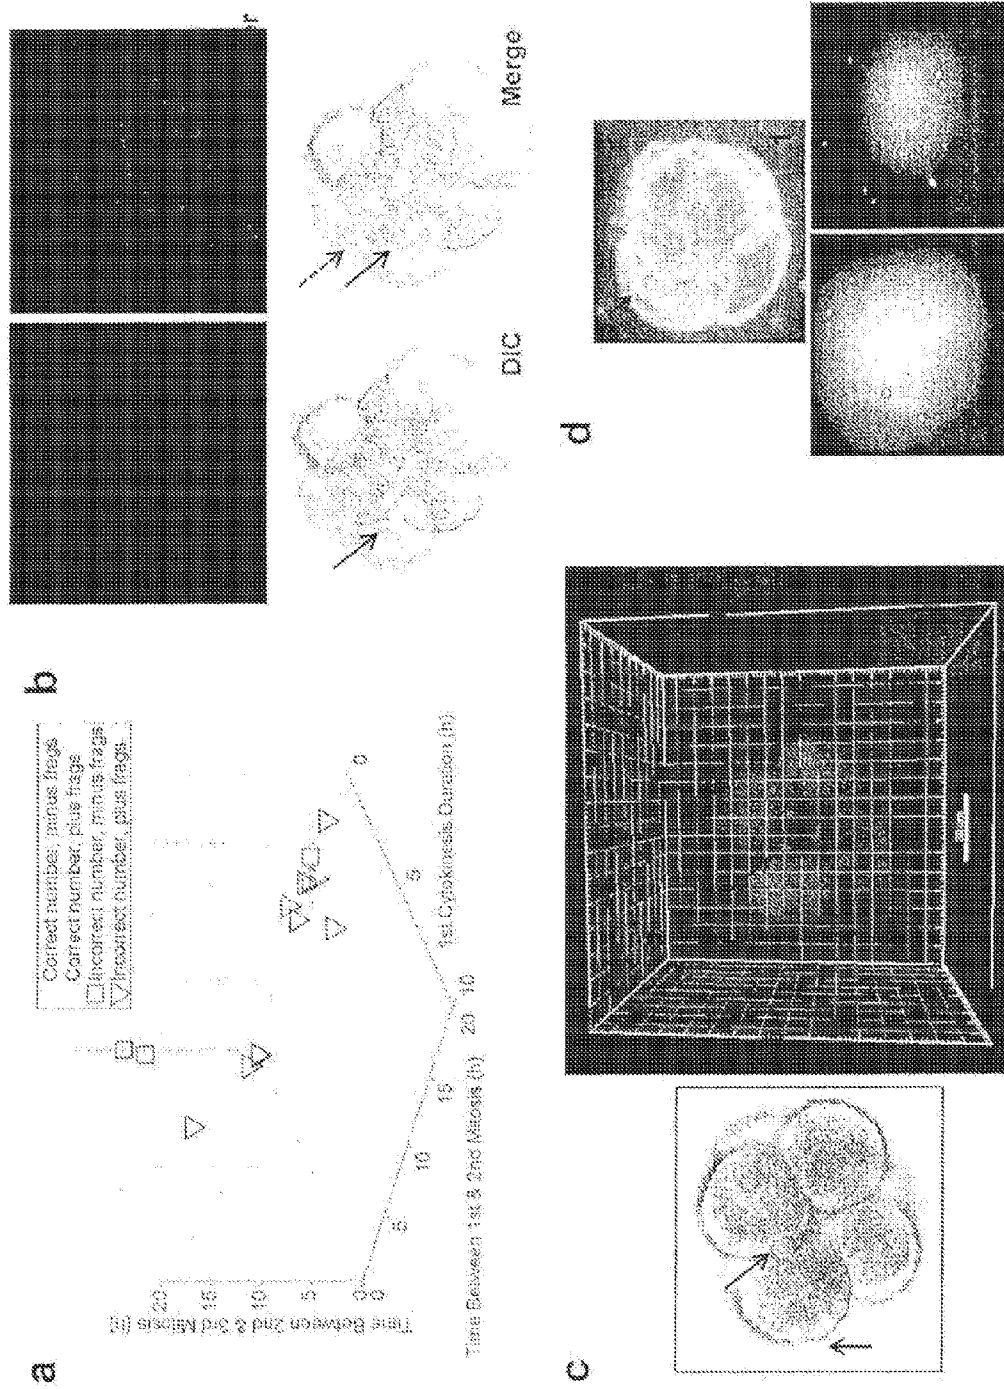 a
Time Between 2nd & 3rd Mitosis (h)
20
15
10
5
0
0
5
10
15
20
Time Between 1st & 2nd Mitosis (h)
10
5
0
1st Cytokinesis Duration (h)
Correct number, minus frags
Correct number, plus frags
Incorrect number, minus frags
Incorrect number, plus frags
b
er
DIC
Merge
c
d